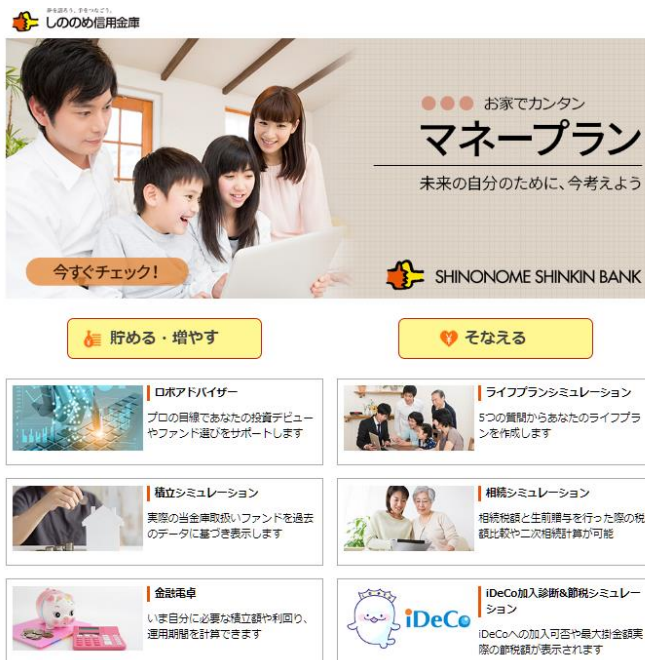 夢を語ろう、手をつなごう。
しののめ信用金庫
お家でカンタン
マネープラン
未来の自分のために、今考えよう
今すぐチェック!
SHINONOME SHINKIN BANK
貯める・増やす
そなえる
ロボアドバイザー
プロの目線であなたの投資デビュー
やファンド選びをサポートします
ライフプランシミュレーション
5つの質問からあなたのライフプラ
ンを作成します
積立シミュレーション
実際の当金庫取扱いファンドを過去
のデータに基づき表示します
相続シミュレーション
相続税額と生前贈与を行った際の税
額比較や二次相続計算が可能
金融電卓
いま自分に必要な積立額や利回り、
運用期間を計算できます
iDeCo
iDeCo加入診断&節税シミュレー
ション
iDeCoへの加入可否や最大掛金額実
際の節税額が表示されます